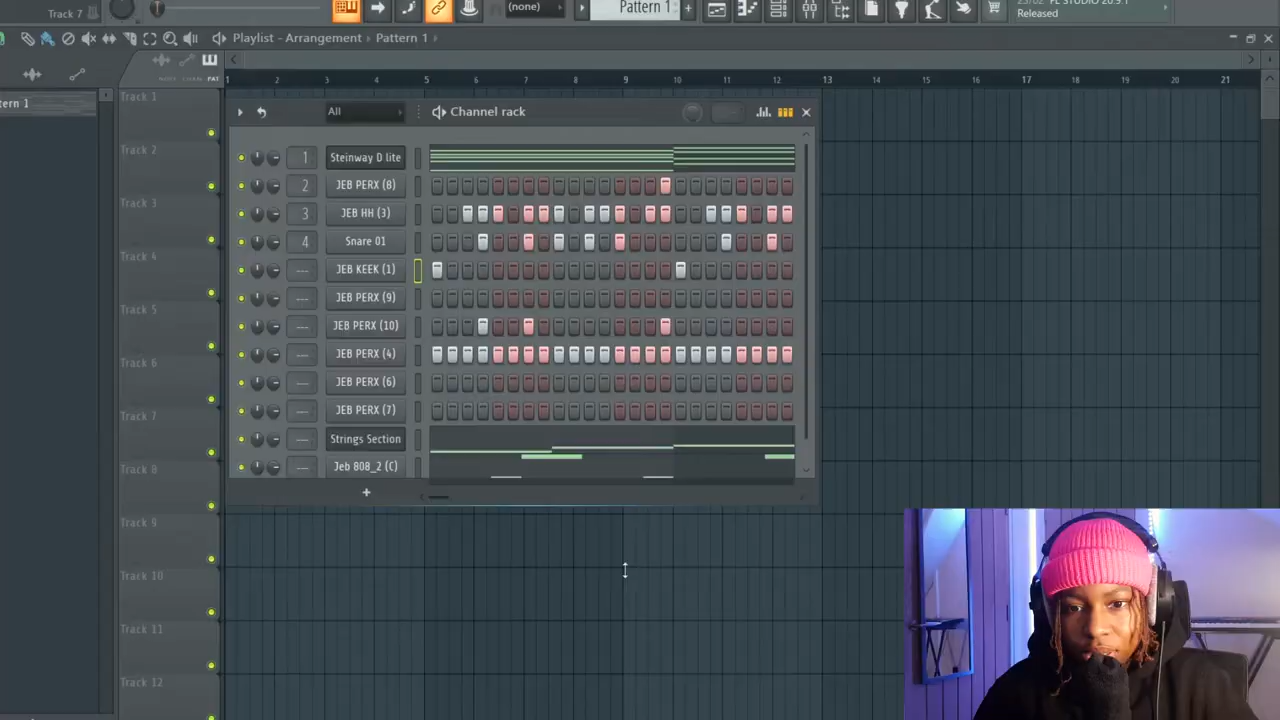 Track 7
(none)
Pattern 1
Released
Playlist - Arrangement
Pattern 1
1 2 3 4 5 6 7 8 9 10 11 12 13 14 15 16 17 18 19 20 21
Track 1
Track 2
Track 3
Track 4
Track 5
Track 6
Track 7
Track 8
Track 9
Track 10
Track 11
Track 12
All
Channel rack
1 Steinway D lite
2 JEB PERX (8)
3 JEB HH (3)
4 Snare 01
--- JEB KEEK (1)
--- JEB PERX (9)
--- JEB PERX (10)
--- JEB PERX (4)
--- JEB PERX (6)
--- JEB PERX (7)
--- Strings Section
--- Jeb 808_2 (C)
+